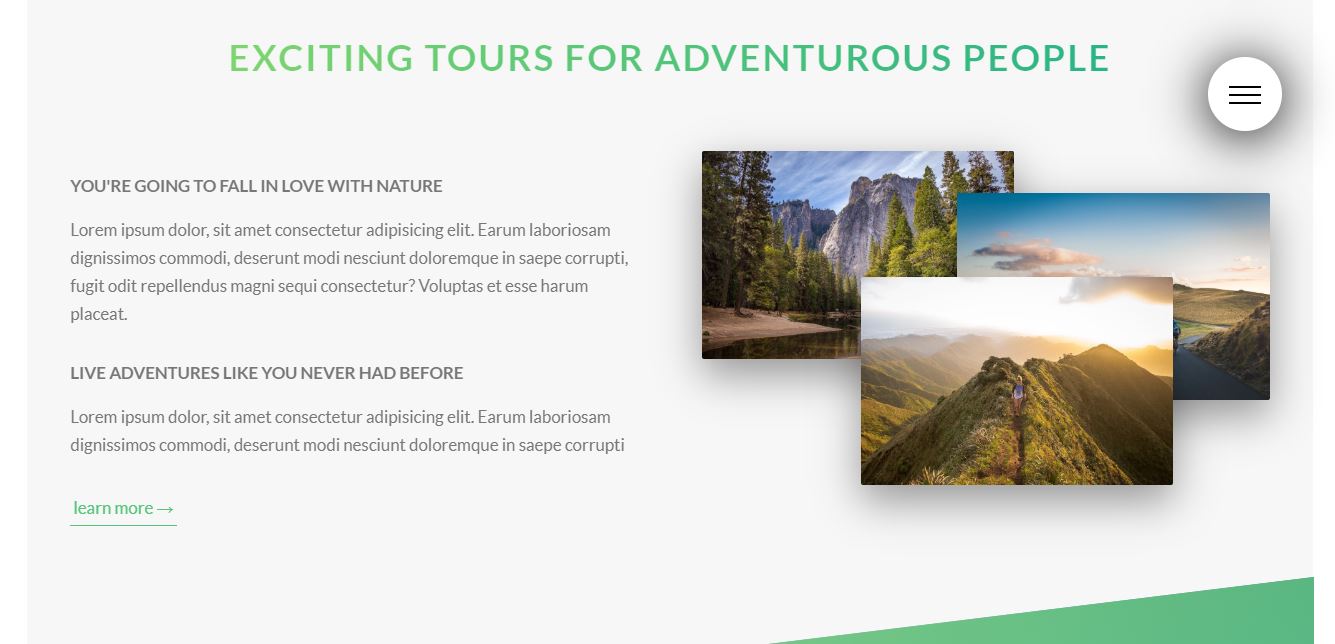 EXCITING TOURS FOR ADVENTUROUS PEOPLE
YOU'RE GOING TO FALL IN LOVE WITH NATURE
Lorem ipsum dolor, sit amet consectetur adipisicing elit. Earum laboriosam
dignissimos commodi, deserunt modi nesciunt doloremque in saepe corrupti,
fugit odit repellendus magni sequi consectetur? Voluptas et esse harum
placeat.
LIVE ADVENTURES LIKE YOU NEVER HAD BEFORE
Lorem ipsum dolor, sit amet consectetur adipisicing elit. Earum laboriosam
dignissimos commodi, deserunt modi nesciunt doloremque in saepe corrupti
learn more →